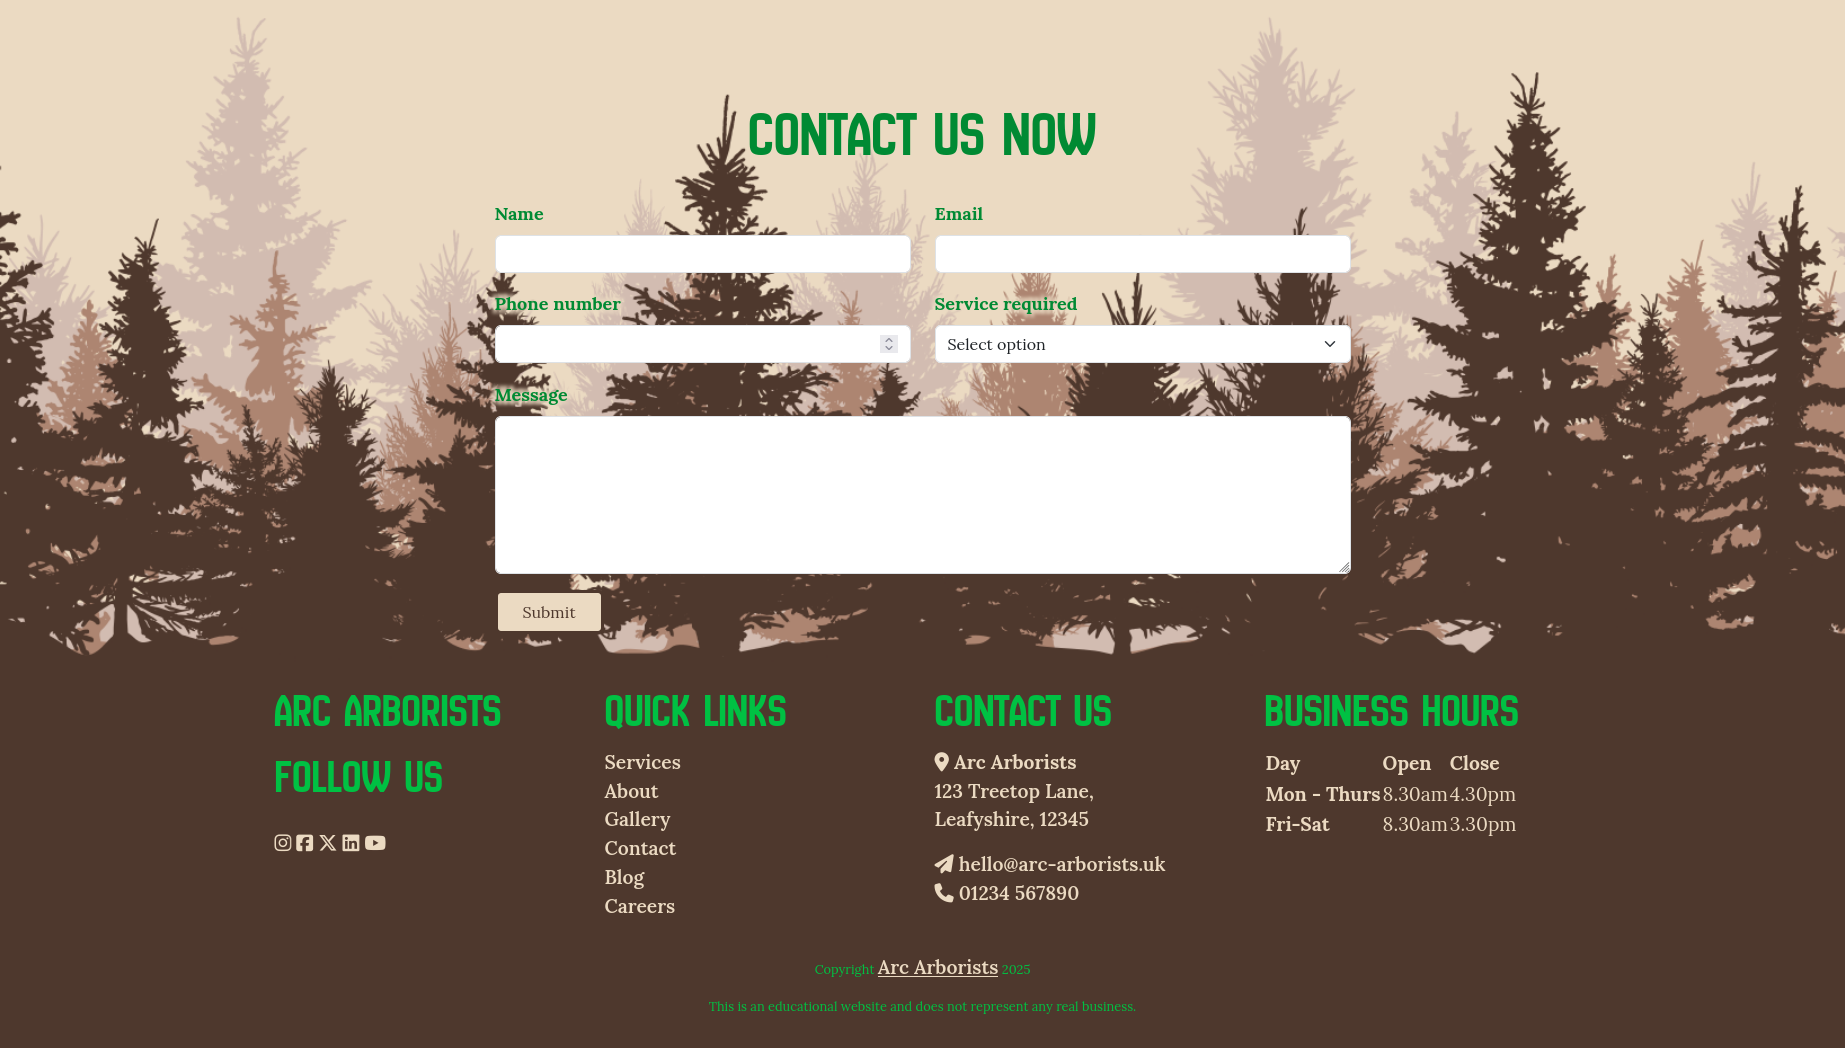 CONTACT US NOW
Name
Email
Phone number
Service required
Select option
Message
Submit
ARC ARBORISTS
FOLLOW US
QUICK LINKS
Services
About
Gallery
Contact
Blog
Careers
CONTACT US
Arc Arborists
123 Treetop Lane,
Leafyshire, 12345
hello@arc-arborists.uk
01234 567890
BUSINESS HOURS
Day Open Close
Mon - Thurs 8.30am 4.30pm
Fri-Sat 8.30am 3.30pm
Copyright Arc Arborists 2025
This is an educational website and does not represent any real business.